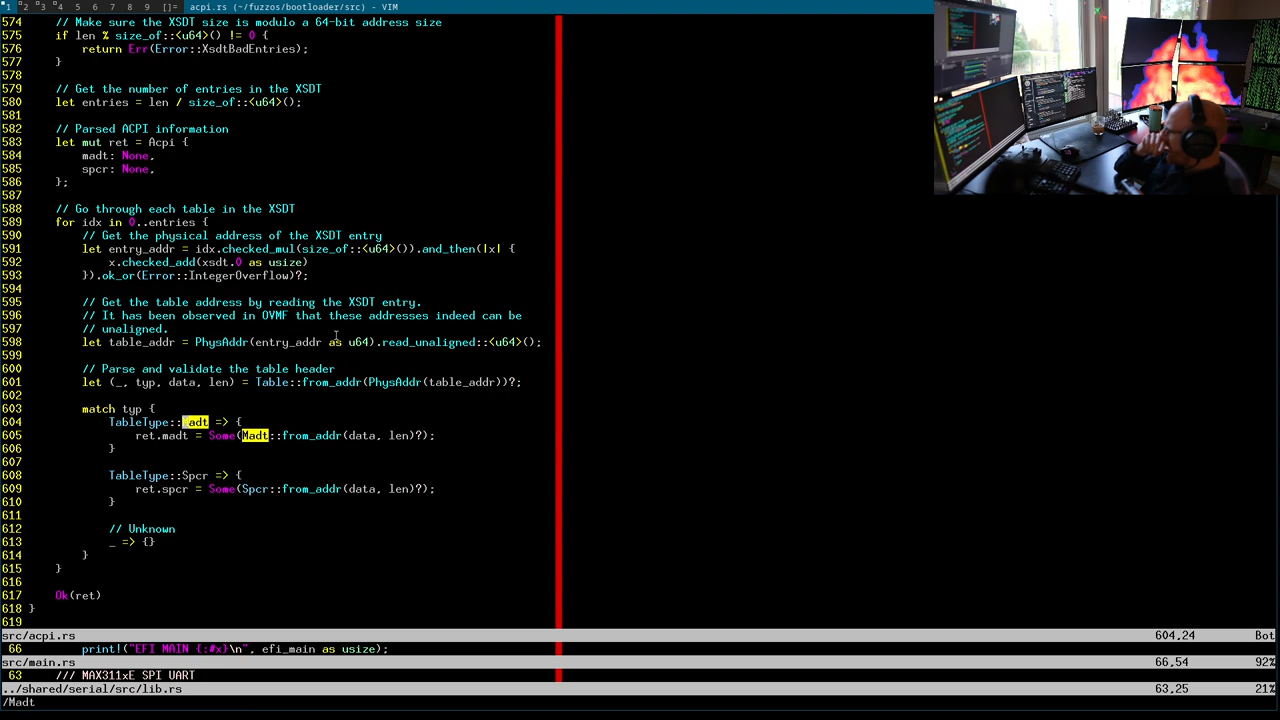 1 2 3 4 5 6 7 8 9 []= acpi.rs (~/fuzzos/bootloader/src) - VIM
574     // Make sure the XSDT size is modulo a 64-bit address size
575     if len % size_of::<u64>() != 0 {
576         return Err(Error::XsdtBadEntries);
577     }
578
579     // Get the number of entries in the XSDT
580     let entries = len / size_of::<u64>();
581
582     // Parsed ACPI information
583     let mut ret = Acpi {
584         madt: None,
585         spcr: None,
586     };
587
588     // Go through each table in the XSDT
589     for idx in 0..entries {
590         // Get the physical address of the XSDT entry
591         let entry_addr = idx.checked_mul(size_of::<u64>()).and_then(|x| {
592             x.checked_add(xsdt.0 as usize)
593         }).ok_or(Error::IntegerOverflow)?;
594
595         // Get the table address by reading the XSDT entry.
596         // It has been observed in OVMF that these addresses indeed can be
597         // unaligned.
598         let table_addr = PhysAddr(entry_addr as u64).read_unaligned::<u64>();
599
600         // Parse and validate the table header
601         let (_, typ, data, len) = Table::from_addr(PhysAddr(table_addr))?;
602
603         match typ {
604             TableType::Madt => {
605                 ret.madt = Some(Madt::from_addr(data, len)?);
606             }
607
608             TableType::Spcr => {
609                 ret.spcr = Some(Spcr::from_addr(data, len)?);
610             }
611
612             // Unknown
613             _ => {}
614         }
615     }
616
617     Ok(ret)
618 }
619
src/acpi.rs 604,24 Bot
66         print!("EFI MAIN {:#x}\n", efi_main as usize);
src/main.rs 66,54 92%
63         /// MAX311xE SPI UART
../shared/serial/src/lib.rs 63,25 21%
/Madt